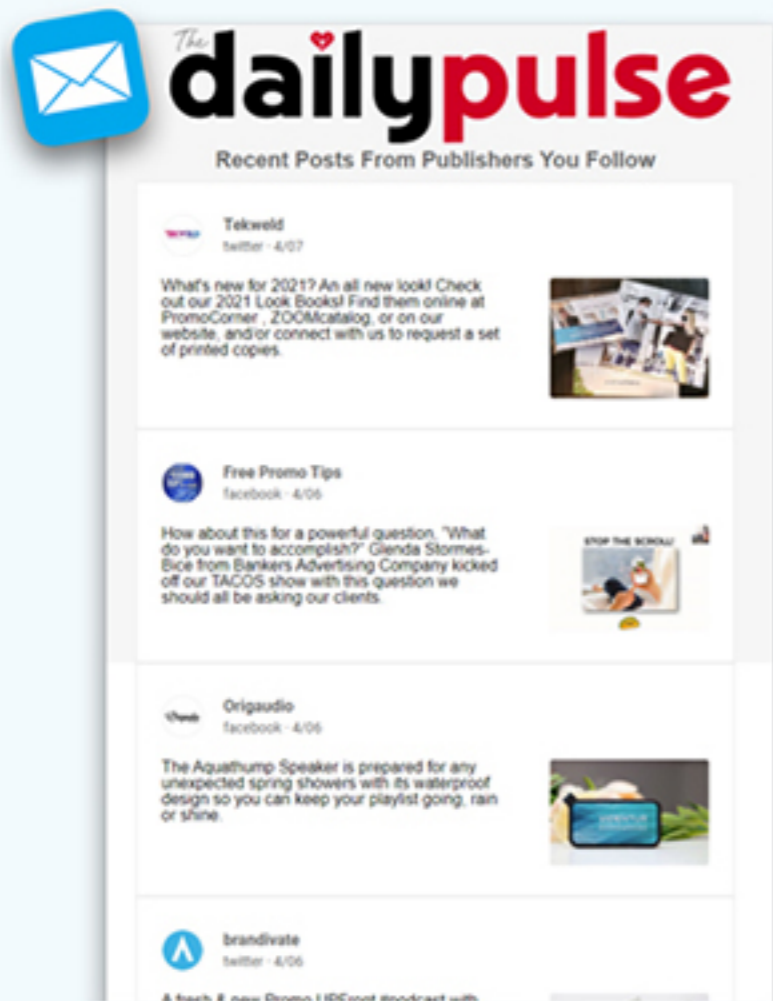 The
dailypulse
Recent Posts From Publishers You Follow
Tekweld
twitter · 4/07
What's new for 2021? An all new look! Check
out our 2021 Look Books! Find them online at
PromoCorner , ZOOMcatalog, or on our
website, and/or connect with us to request a set
of printed copies.
Free Promo Tips
facebook · 4/06
How about this for a powerful question, "What
do you want to accomplish?" Glenda Stormes-
Bice from Bankers Advertising Company kicked
off our TACOS show with this question we
should all be asking our clients.
STOP THE SCROLL!
Origaudio
facebook · 4/06
The Aquathump Speaker is prepared for any
unexpected spring showers with its waterproof
design so you can keep your playlist going, rain
or shine.
brandivate
twitter · 4/06
A fresh & new Promo UPFront #podcast with